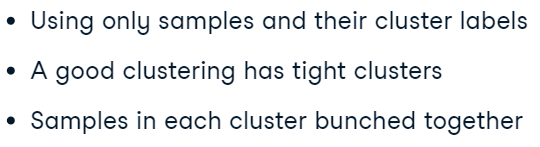 • Using only samples and their cluster labels
• A good clustering has tight clusters
• Samples in each cluster bunched together